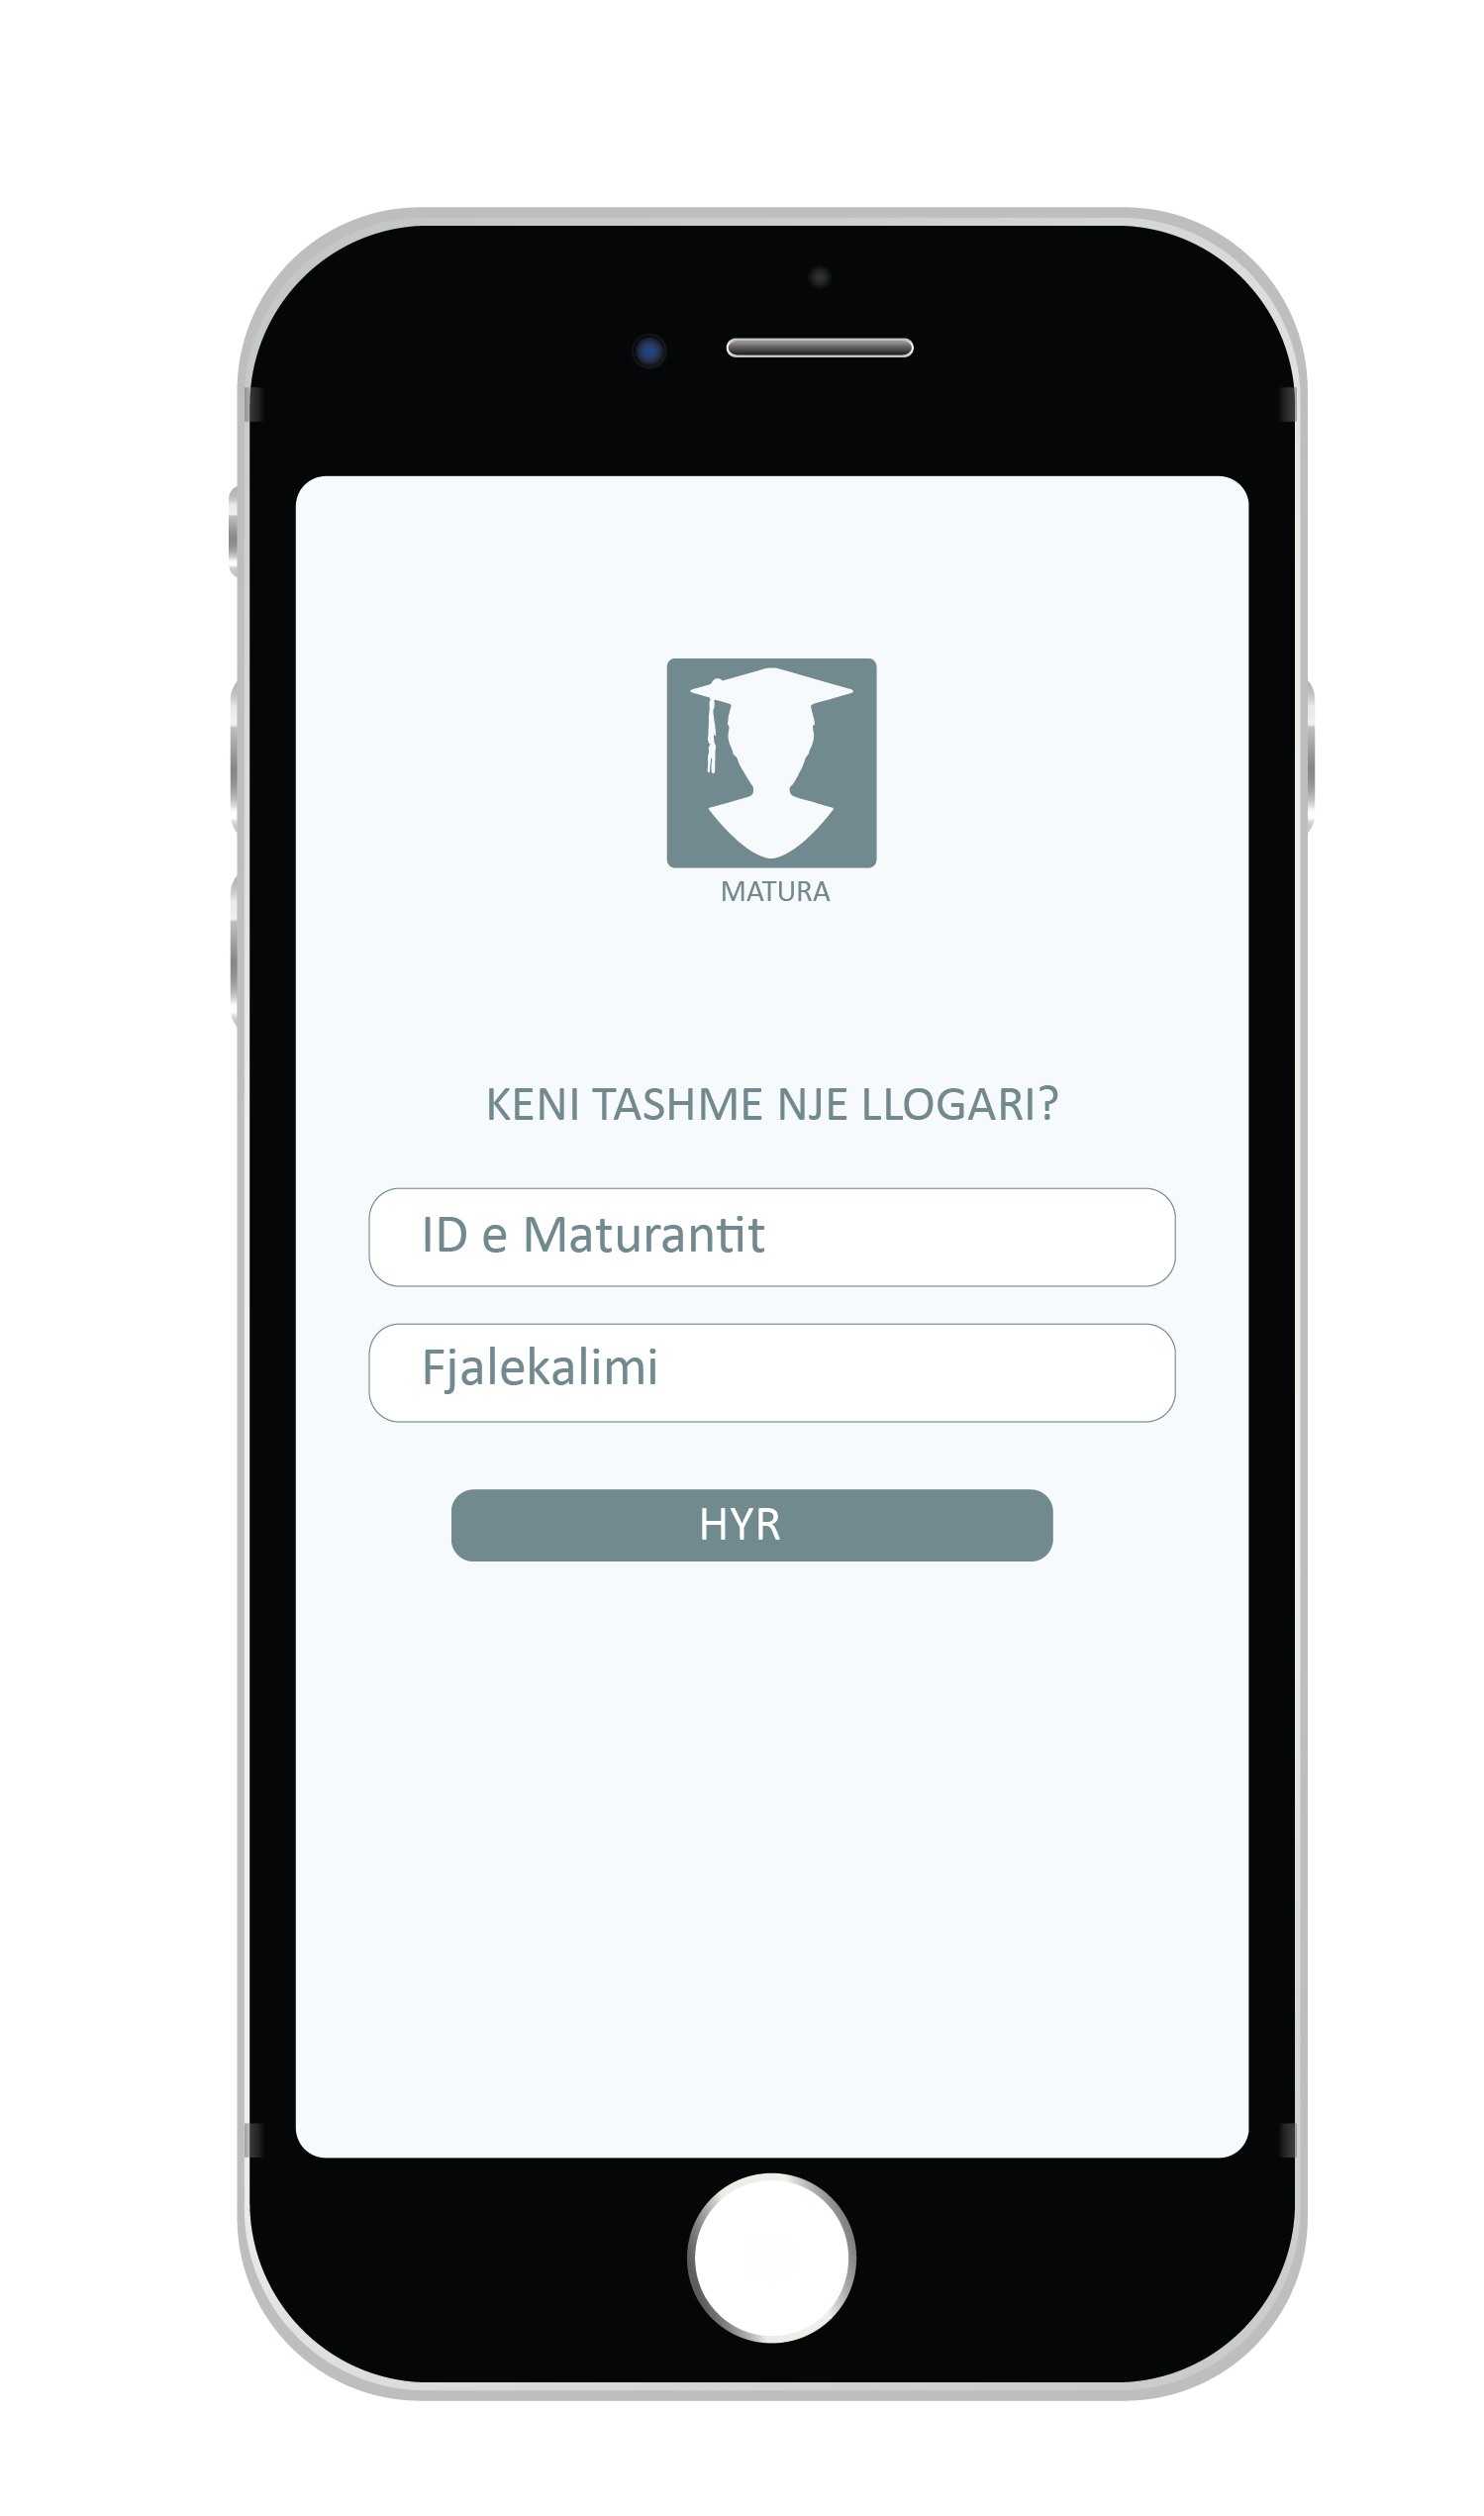 MATURA
KENI TASHME NJE LLOGARI?
ID e Maturantit
Fjalekalimi
HYR